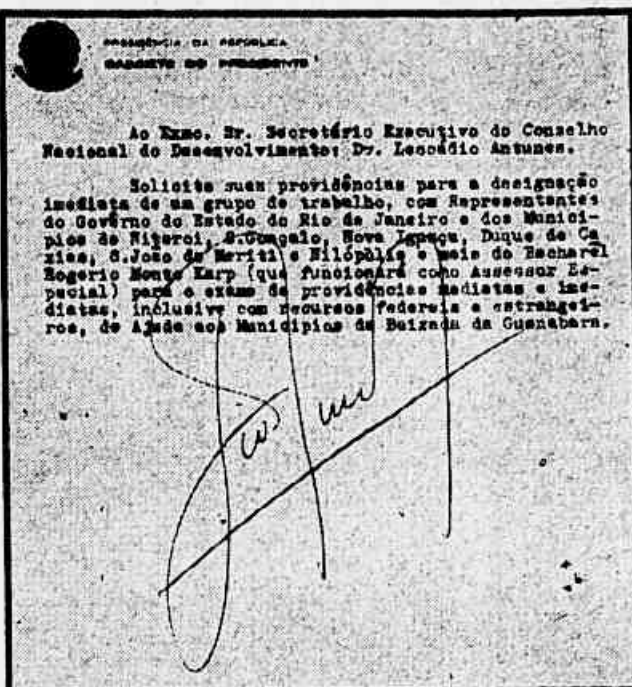 PRESIDÊNCIA DA REPÚBLICA
GABINETE DO PRESIDENTE
Ao Exmo. Sr. Secretário Executivo do Conselho
Nacional do Desenvolvimento: Dr. Leocádio Antunes.
Solicito suas providências para a designação
imediata de um grupo de trabalho, com Representantes
do Govêrno do Estado do Rio de Janeiro e dos Municí-
pios de Niteroi, S.Gonçalo, Nova Iguaçu, Duque de Ca
xias, S.João de Meriti e Nilópolis e mais do Bacharel
Rogerio Monte Karp (que funcionará como Assessor Es-
pecial) para o exame de providências mediatas e ime-
diatas, inclusive com recursos federais e estrangei-
ros, de Ajuda aos Municípios da Baixada da Guanabara.